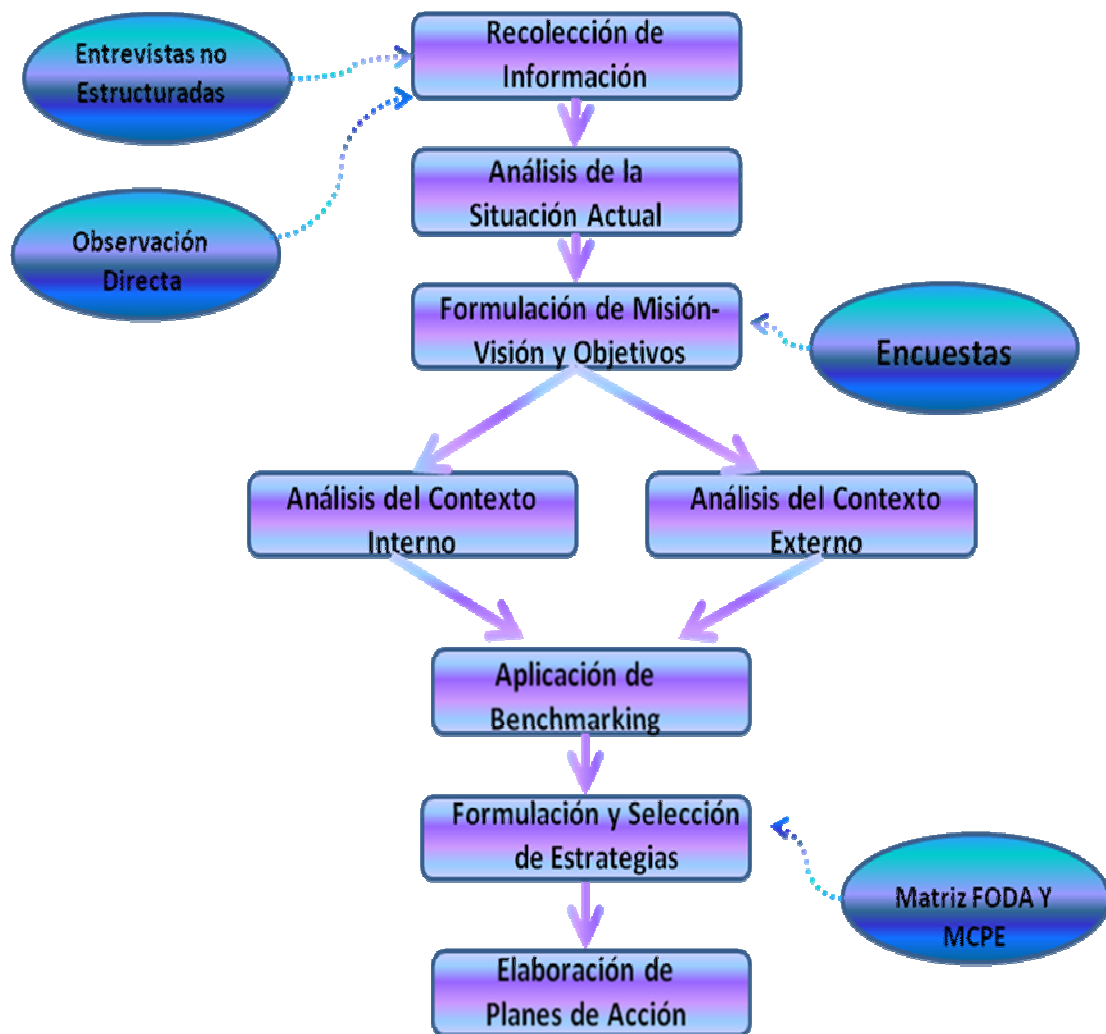 Recolección de
Información
Entrevistas no
Estructuradas
Análisis de la
Situación Actual
Observación
Directa
Formulación de Misión-
Visión y Objetivos
Encuestas
Análisis del Contexto
Interno
Análisis del Contexto
Externo
Aplicación de
Benchmarking
Formulación y Selección
de Estrategias
Matriz FODA Y
MCPE
Elaboración de
Planes de Acción